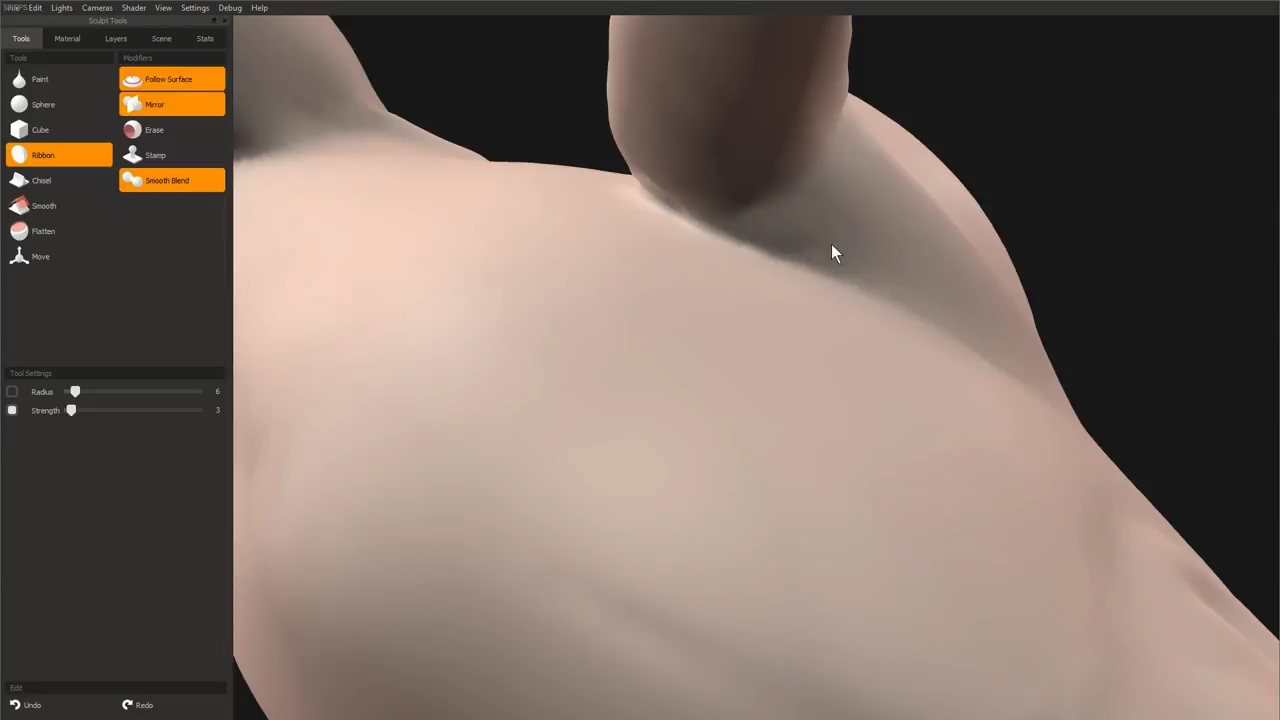 File Edit Lights Cameras Shader View Settings Debug Help
Sculpt Tools
Tools Material Layers Scene Stats
Tools Modifiers
Paint Follow Surface
Sphere Mirror
Cube Erase
Ribbon Stamp
Chisel Smooth Blend
Smooth
Flatten
Move
Tool Settings
Radius 6
Strength 3
Edit
Undo Redo